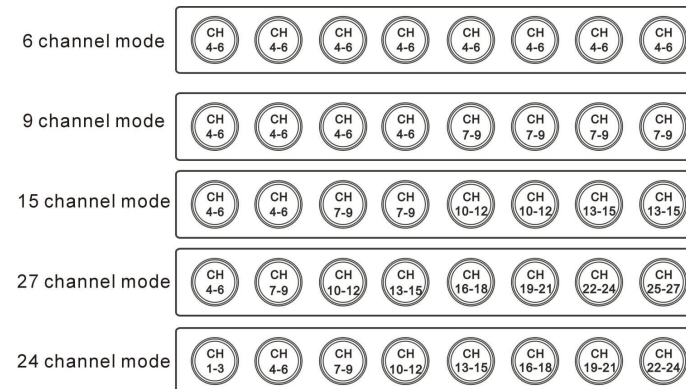 6 channel mode CH 4-6 CH 4-6 CH 4-6 CH 4-6 CH 4-6 CH 4-6 CH 4-6 CH 4-6
9 channel mode CH 4-6 CH 4-6 CH 4-6 CH 4-6 CH 7-9 CH 7-9 CH 7-9 CH 7-9
15 channel mode CH 4-6 CH 4-6 CH 7-9 CH 7-9 CH 10-12 CH 10-12 CH 13-15 CH 13-15
27 channel mode CH 4-6 CH 7-9 CH 10-12 CH 13-15 CH 16-18 CH 19-21 CH 22-24 CH 25-27
24 channel mode CH 1-3 CH 4-6 CH 7-9 CH 10-12 CH 13-15 CH 16-18 CH 19-21 CH 22-24